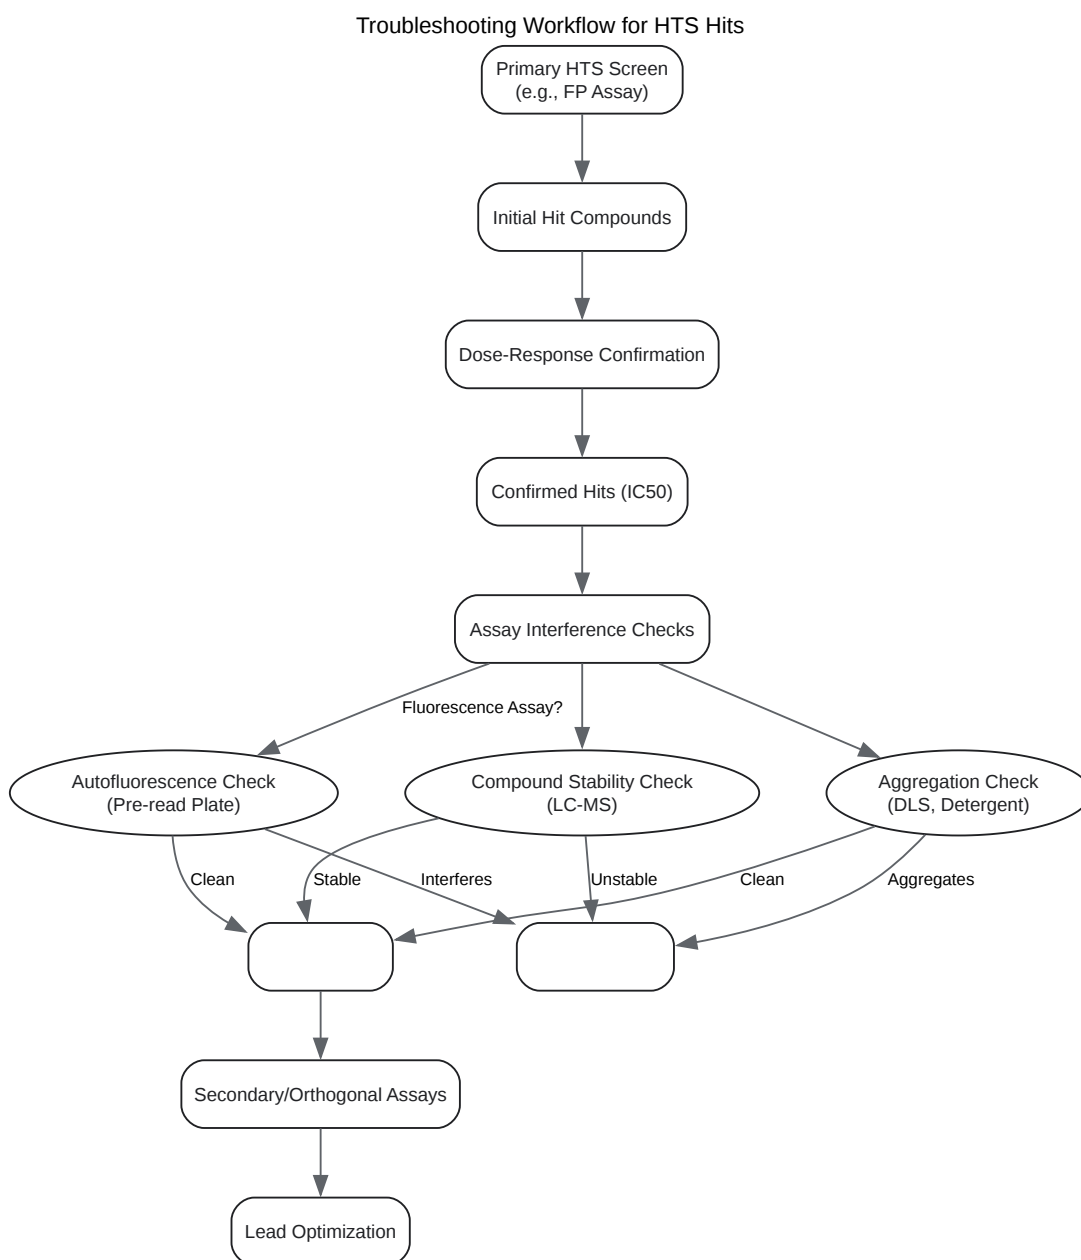 Troubleshooting Workflow for HTS Hits
Primary HTS Screen
(e.g., FP Assay)
Initial Hit Compounds
Dose-Response Confirmation
Confirmed Hits (IC50)
Assay Interference Checks
Fluorescence Assay?
Autofluorescence Check
(Pre-read Plate)
Compound Stability Check
(LC-MS)
Aggregation Check
(DLS, Detergent)
Clean
Stable
Interferes
Unstable
Clean
Aggregates
Secondary/Orthogonal Assays
Lead Optimization